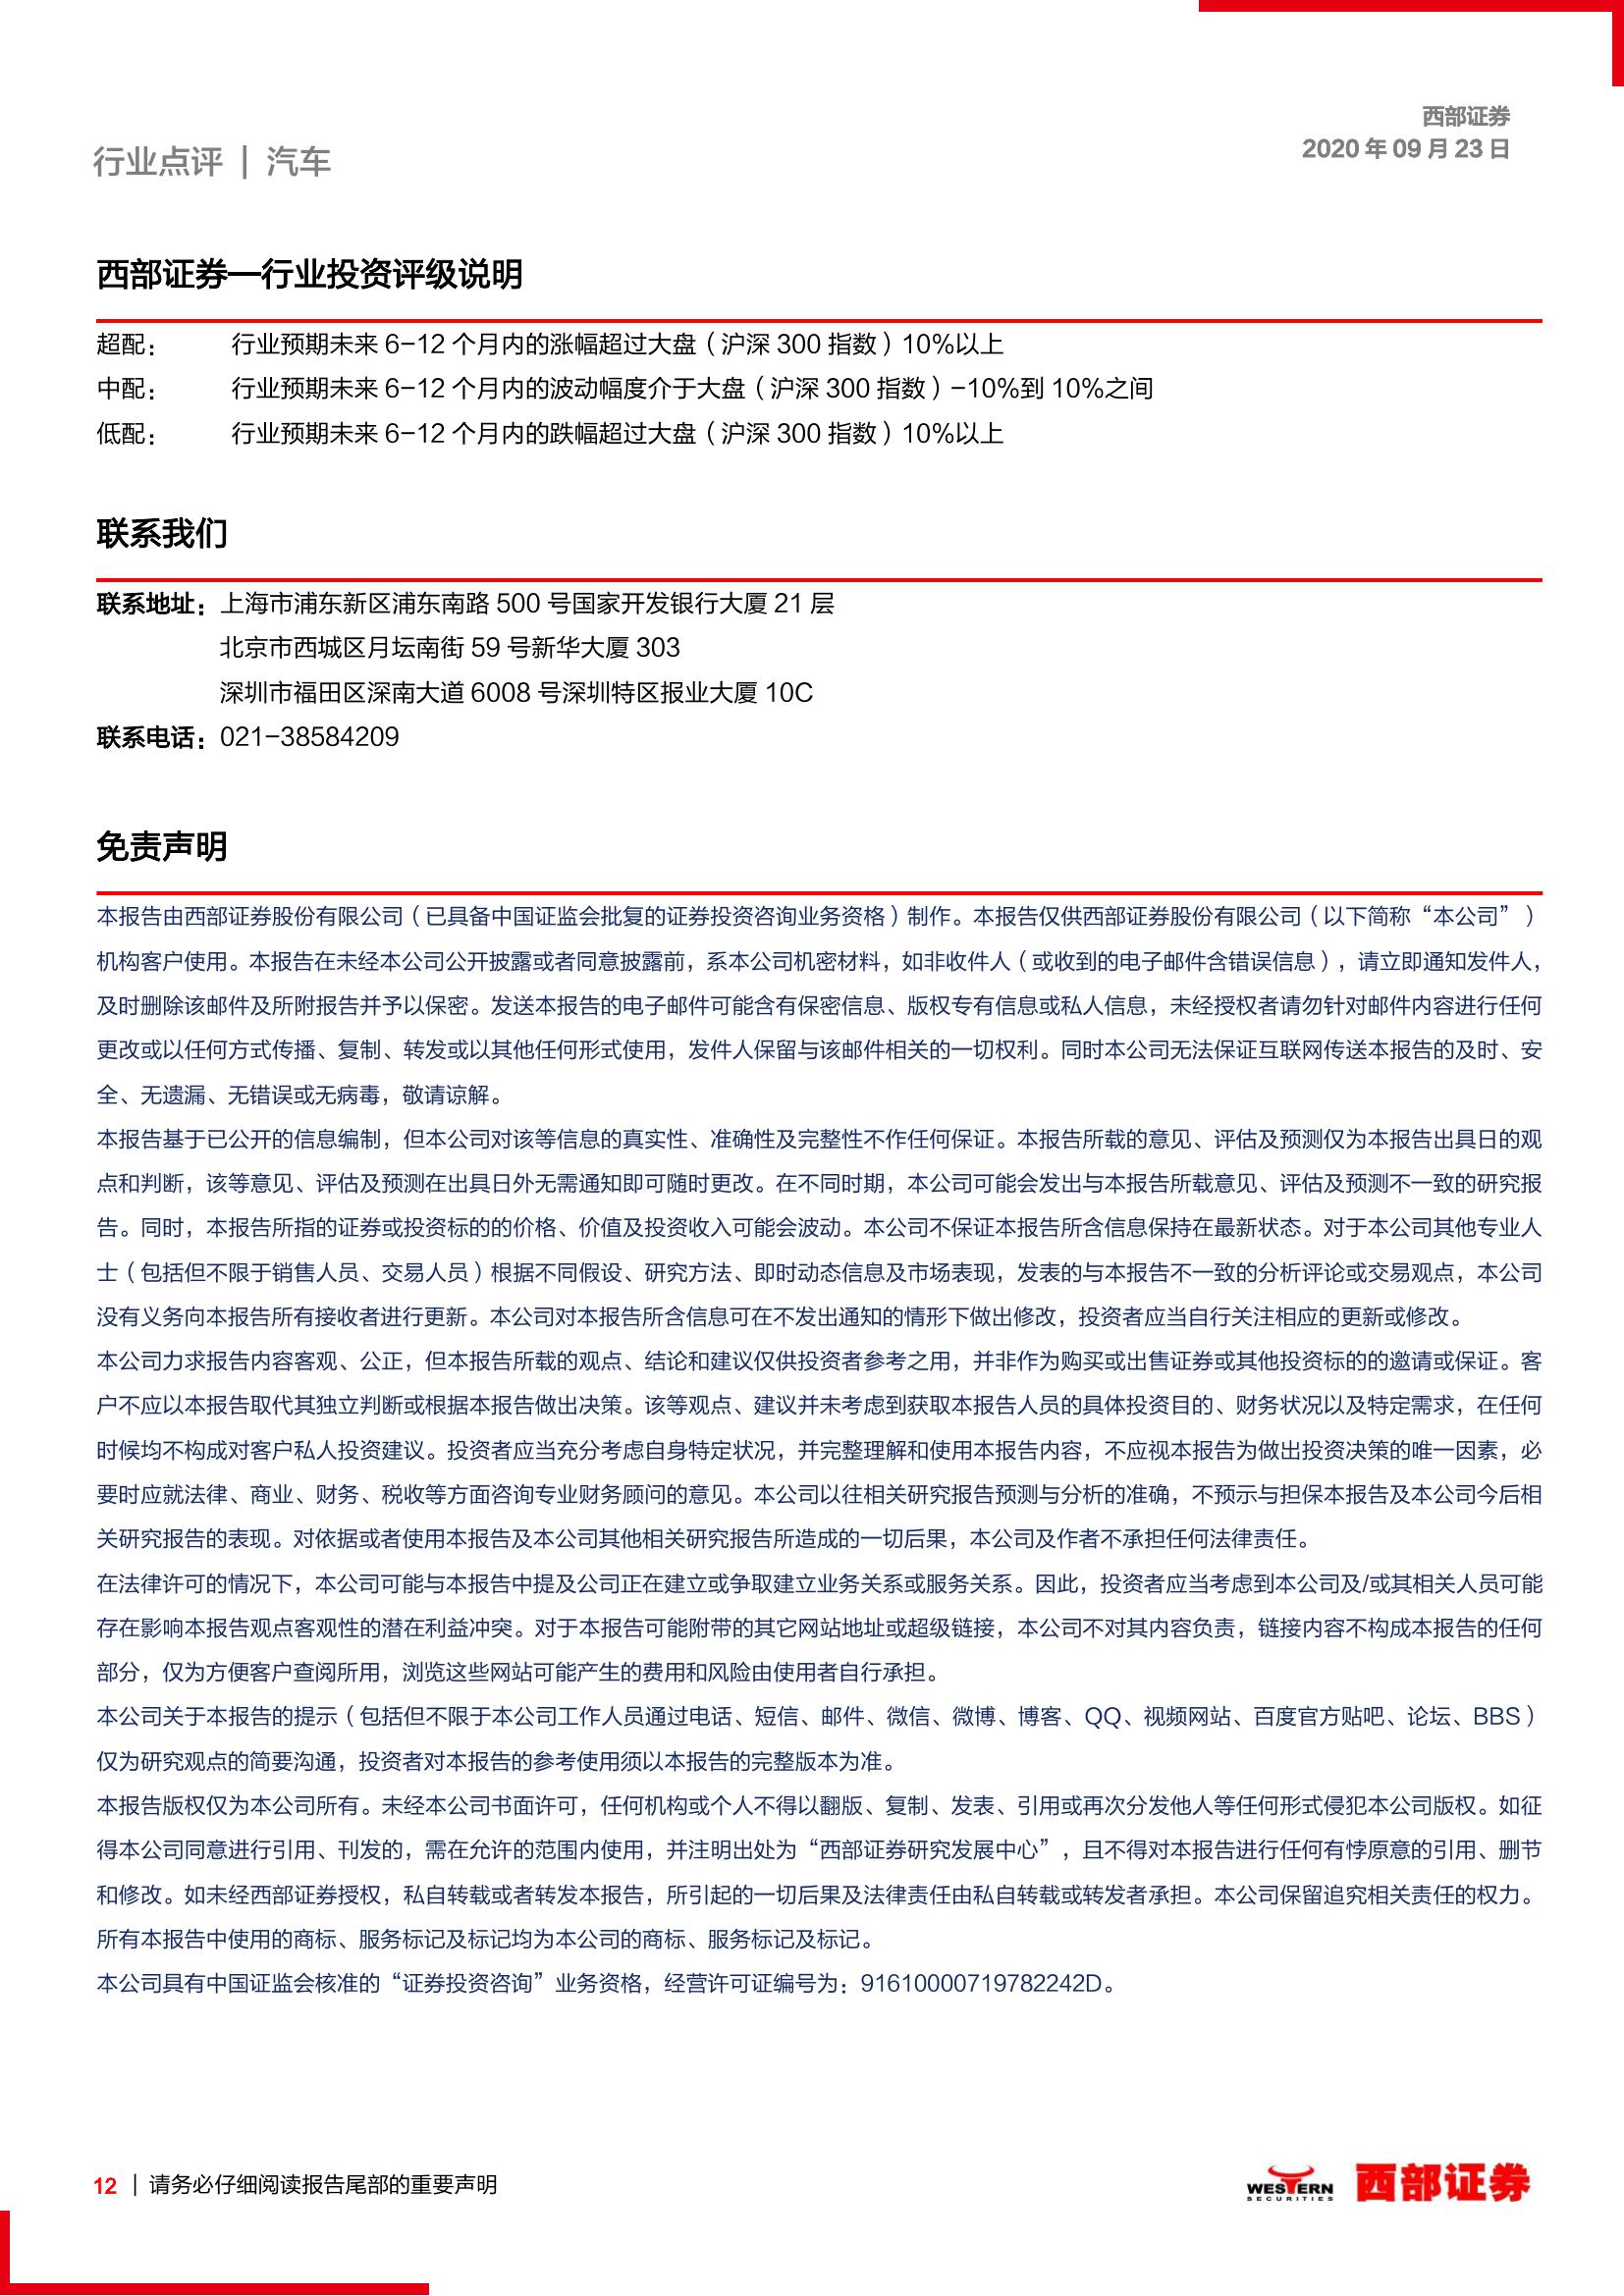 西部证券
2020 年 09 月 23 日
行业点评 | 汽车
西部证券—行业投资评级说明
超配： 行业预期未来 6-12 个月内的涨幅超过大盘（沪深 300 指数）10%以上
中配： 行业预期未来 6-12 个月内的波动幅度介于大盘（沪深 300 指数）-10%到 10%之间
低配： 行业预期未来 6-12 个月内的跌幅超过大盘（沪深 300 指数）10%以上
联系我们
联系地址：上海市浦东新区浦东南路 500 号国家开发银行大厦 21 层
北京市西城区月坛南街 59 号新华大厦 303
深圳市福田区深南大道 6008 号深圳特区报业大厦 10C
联系电话：021-38584209
免责声明
本报告由西部证券股份有限公司（已具备中国证监会批复的证券投资咨询业务资格）制作。本报告仅供西部证券股份有限公司（以下简称“本公司”）
机构客户使用。本报告在未经本公司公开披露或者同意披露前，系本公司机密材料，如非收件人（或收到的电子邮件含错误信息），请立即通知发件人，
及时删除该邮件及所附报告并予以保密。发送本报告的电子邮件可能含有保密信息、版权专有信息或私人信息，未经授权者请勿针对邮件内容进行任何
更改或以任何方式传播、复制、转发或以其他任何形式使用，发件人保留与该邮件相关的一切权利。同时本公司无法保证互联网传送本报告的及时、安
全、无遗漏、无错误或无病毒，敬请谅解。
本报告基于已公开的信息编制，但本公司对该等信息的真实性、准确性及完整性不作任何保证。本报告所载的意见、评估及预测仅为本报告出具日的观
点和判断，该等意见、评估及预测在出具日外无需通知即可随时更改。在不同时期，本公司可能会发出与本报告所载意见、评估及预测不一致的研究报
告。同时，本报告所指的证券或投资标的的价格、价值及投资收入可能会波动。本公司不保证本报告所含信息保持在最新状态。对于本公司其他专业人
士（包括但不限于销售人员、交易人员）根据不同假设、研究方法、即时动态信息及市场表现，发表的与本报告不一致的分析评论或交易观点，本公司
没有义务向本报告所有接收者进行更新。本公司对本报告所含信息可在不发出通知的情形下做出修改，投资者应当自行关注相应的更新或修改。
本公司力求报告内容客观、公正，但本报告所载的观点、结论和建议仅供投资者参考之用，并非作为购买或出售证券或其他投资标的的邀请或保证。客
户不应以本报告取代其独立判断或根据本报告做出决策。该等观点、建议并未考虑到获取本报告人员的具体投资目的、财务状况以及特定需求，在任何
时候均不构成对客户私人投资建议。投资者应当充分考虑自身特定状况，并完整理解和使用本报告内容，不应视本报告为做出投资决策的唯一因素，必
要时应就法律、商业、财务、税收等方面咨询专业财务顾问的意见。本公司以往相关研究报告预测与分析的准确，不预示与担保本报告及本公司今后相
关研究报告的表现。对依据或者使用本报告及本公司其他相关研究报告所造成的一切后果，本公司及作者不承担任何法律责任。
在法律许可的情况下，本公司可能与本报告中提及公司正在建立或争取建立业务关系或服务关系。因此，投资者应当考虑到本公司及/或其相关人员可能
存在影响本报告观点客观性的潜在利益冲突。对于本报告可能附带的其它网站地址或超级链接，本公司不对其内容负责，链接内容不构成本报告的任何
部分，仅为方便客户查阅所用，浏览这些网站可能产生的费用和风险由使用者自行承担。
本公司关于本报告的提示（包括但不限于本公司工作人员通过电话、短信、邮件、微信、微博、博客、QQ、视频网站、百度官方贴吧、论坛、BBS）
仅为研究观点的简要沟通，投资者对本报告的参考使用须以本报告的完整版本为准。
本报告版权仅为本公司所有。未经本公司书面许可，任何机构或个人不得以翻版、复制、发表、引用或再次分发他人等任何形式侵犯本公司版权。如征
得本公司同意进行引用、刊发的，需在允许的范围内使用，并注明出处为“西部证券研究发展中心”，且不得对本报告进行任何有悖原意的引用、删节
和修改。如未经西部证券授权，私自转载或者转发本报告，所引起的一切后果及法律责任由私自转载或转发者承担。本公司保留追究相关责任的权力。
所有本报告中使用的商标、服务标记及标记均为本公司的商标、服务标记及标记。
本公司具有中国证监会核准的“证券投资咨询”业务资格，经营许可证编号为：91610000719782242D。
12 | 请务必仔细阅读报告尾部的重要声明
WESTERN
SECURITIES
西部证券